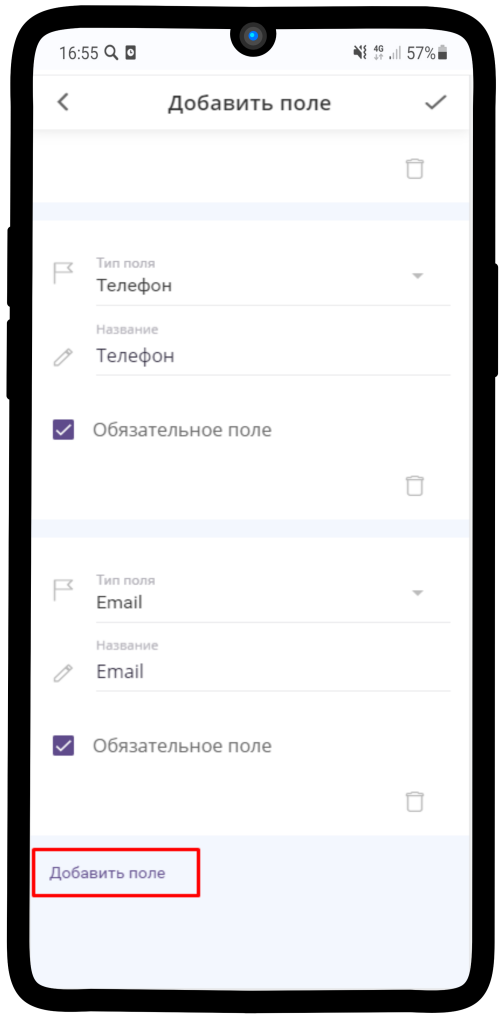 16:55
4G 57%
Добавить поле
Тип поля
Телефон
Название
Телефон
Обязательное поле
Тип поля
Email
Название
Email
Обязательное поле
Добавить поле